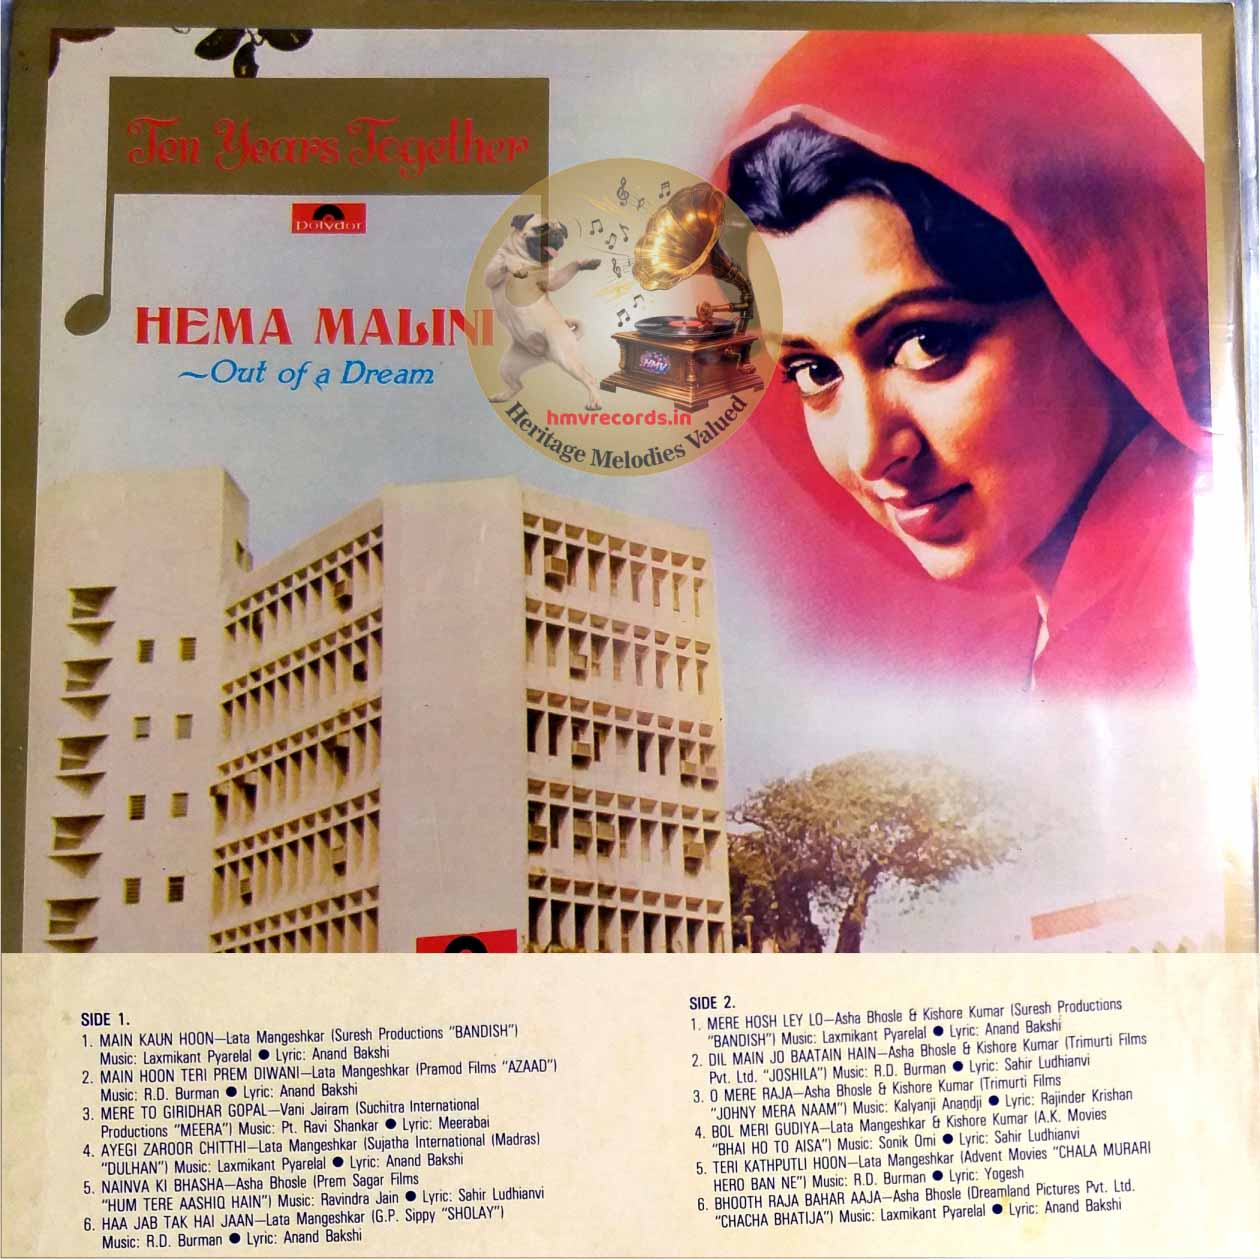 Ten Years Together
Polydor
HEMA MALINI
~Out of a Dream
HMV
hmvrecords.in
Heritage Melodies Valued
SIDE 1.
1. MAIN KAUN HOON—Lata Mangeshkar (Suresh Productions "BANDISH")
Music: Laxmikant Pyarelal ● Lyric: Anand Bakshi
2. MAIN HOON TERI PREM DIWANI—Lata Mangeshkar (Pramod Films "AZAAD")
Music: R.D. Burman ● Lyric: Anand Bakshi
3. MERE TO GIRIDHAR GOPAL—Vani Jairam (Suchitra International
Productions "MEERA") Music: Pt. Ravi Shankar ● Lyric: Meerabai
4. AYEGI ZAROOR CHITTHI—Lata Mangeshkar (Sujatha International (Madras)
"DULHAN") Music: Laxmikant Pyarelal ● Lyric: Anand Bakshi
5. NAINVA KI BHASHA—Asha Bhosle (Prem Sagar Films
"HUM TERE AASHIQ HAIN") Music: Ravindra Jain ● Lyric: Sahir Ludhianvi
6. HAA JAB TAK HAI JAAN—Lata Mangeshkar (G.P. Sippy "SHOLAY")
Music: R.D. Burman ● Lyric: Anand Bakshi
SIDE 2.
1. MERE HOSH LEY LO—Asha Bhosle & Kishore Kumar (Suresh Productions
"BANDISH") Music: Laxmikant Pyarelal ● Lyric: Anand Bakshi
2. DIL MAIN JO BAATAIN HAIN—Asha Bhosle & Kishore Kumar (Trimurti Films
Pvt. Ltd. "JOSHILA") Music: R.D. Burman ● Lyric: Sahir Ludhianvi
3. O MERE RAJA—Asha Bhosle & Kishore Kumar (Trimurti Films
"JOHNY MERA NAAM") Music: Kalyanji Anandji ● Lyric: Rajinder Krishan
4. BOL MERI GUDIYA—Lata Mangeshkar & Kishore Kumar (A.K. Movies
"BHAI HO TO AISA") Music: Sonik Omi ● Lyric: Sahir Ludhianvi
5. TERI KATHPUTLI HOON—Lata Mangeshkar (Advent Movies "CHALA MURARI
HERO BAN NE") Music: R.D. Burman ● Lyric: Yogesh
6. BHOOTH RAJA BAHAR AAJA—Asha Bhosle (Dreamland Pictures Pvt. Ltd.
"CHACHA BHATIJA") Music: Laxmikant Pyarelal ● Lyric: Anand Bakshi